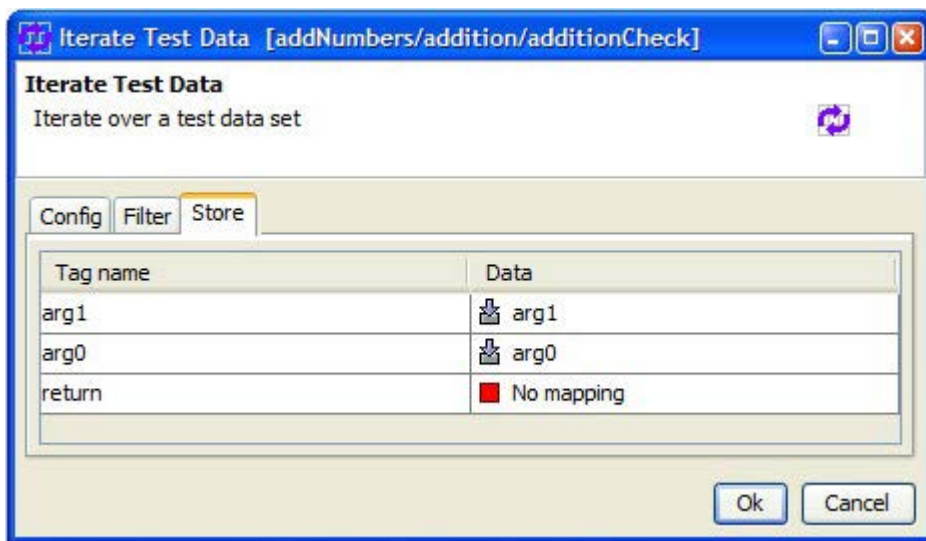 Iterate Test Data [addNumbers/addition/additionCheck]
Iterate Test Data
Iterate over a test data set
Config Filter Store
Tag name Data
arg1 arg1
arg0 arg0
return No mapping
Ok Cancel